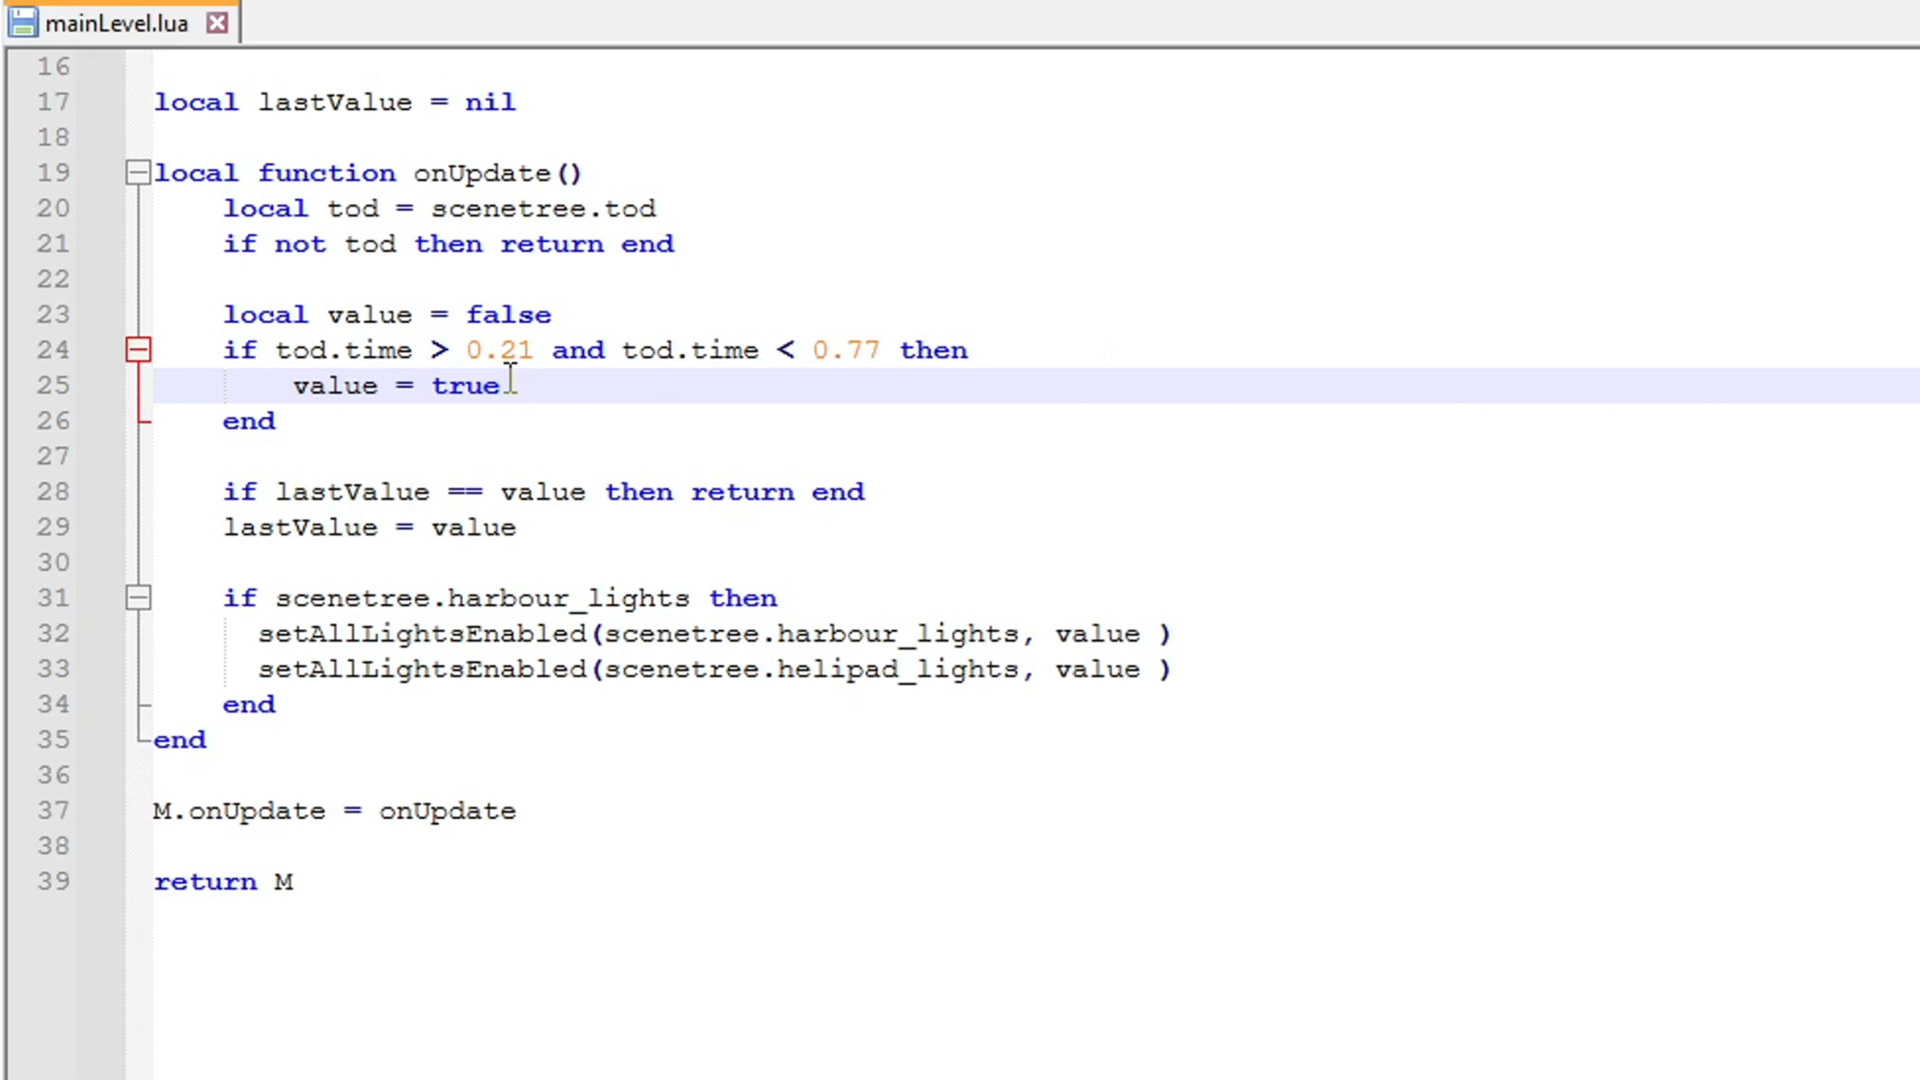 mainLevel.lua
16
17 local lastValue = nil
18
19 local function onUpdate()
20 local tod = scenetree.tod
21 if not tod then return end
22
23 local value = false
24 if tod.time > 0.21 and tod.time < 0.77 then
25 value = true
26 end
27
28 if lastValue == value then return end
29 lastValue = value
30
31 if scenetree.harbour_lights then
32 setAllLightsEnabled(scenetree.harbour_lights, value )
33 setAllLightsEnabled(scenetree.helipad_lights, value )
34 end
35 end
36
37 M.onUpdate = onUpdate
38
39 return M